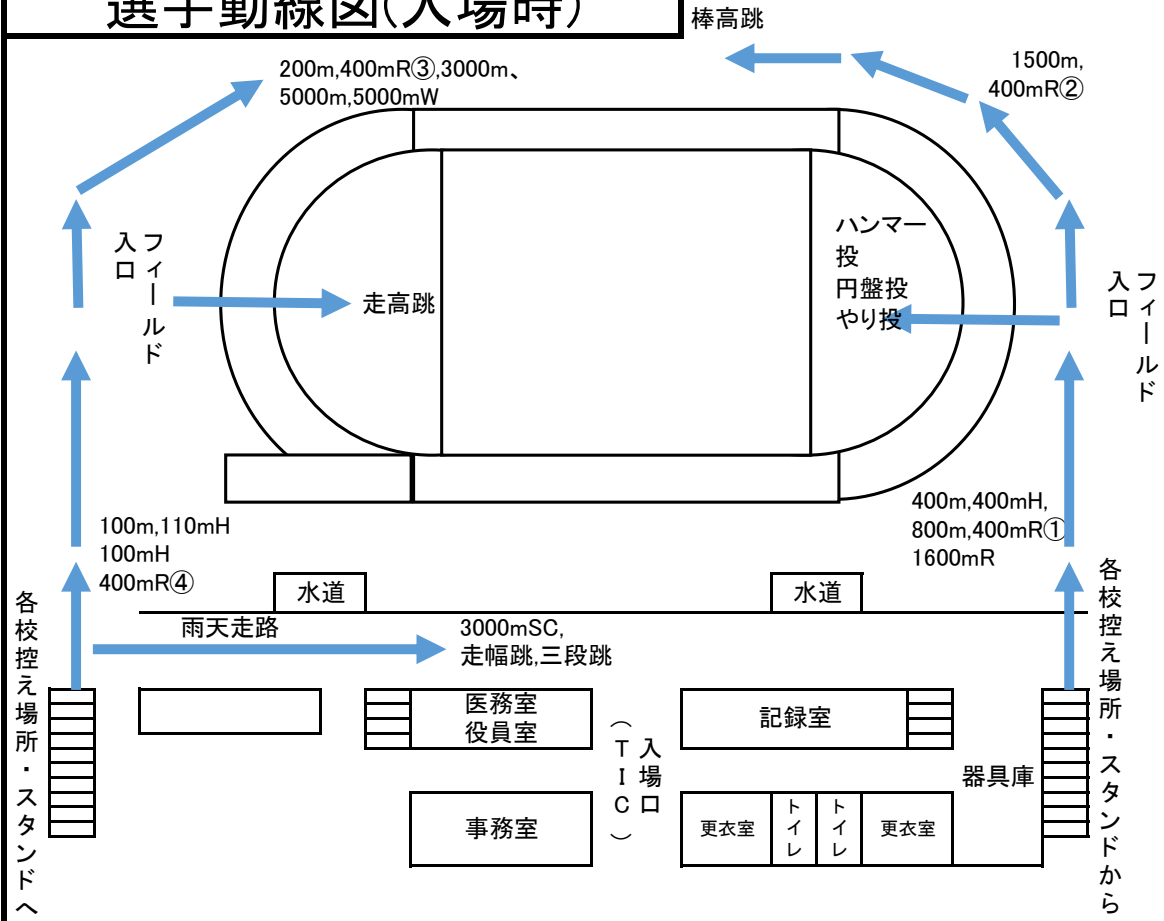 選手動線図(入場時)
棒高跳
200m,400mR③,3000m、
5000m,5000mW
1500m,
400mR②
フィールド
入口
走高跳
ハンマー
投
円盤投
やり投
フィールド
入口
100m,110mH
100mH
400mR④
400m,400mH,
800m,400mR①
1600mR
水道
水道
雨天走路
3000mSC,
走幅跳,三段跳
各校控え場所・スタンドへ
各校控え場所・スタンドから
医務室
役員室
入場口
（TIC）
記録室
器具庫
事務室
更衣室
トイレ
トイレ
更衣室